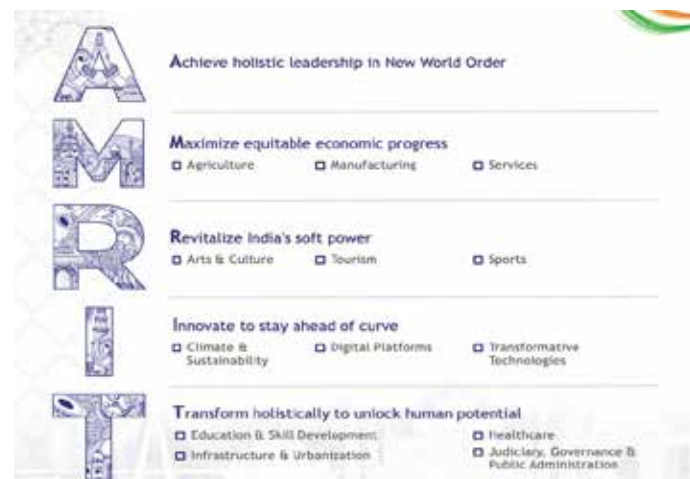 A
Achieve holistic leadership in New World Order
M
Maximize equitable economic progress
Agriculture Manufacturing Services
R
Revitalize India's soft power
Arts & Culture Tourism Sports
I
Innovate to stay ahead of curve
Climate & Digital Platforms Transformative
Sustainability Technologies
T
Transform holistically to unlock human potential
Education & Skill Development Healthcare
Infrastructure & Urbanization Judiciary, Governance &
Public Administration